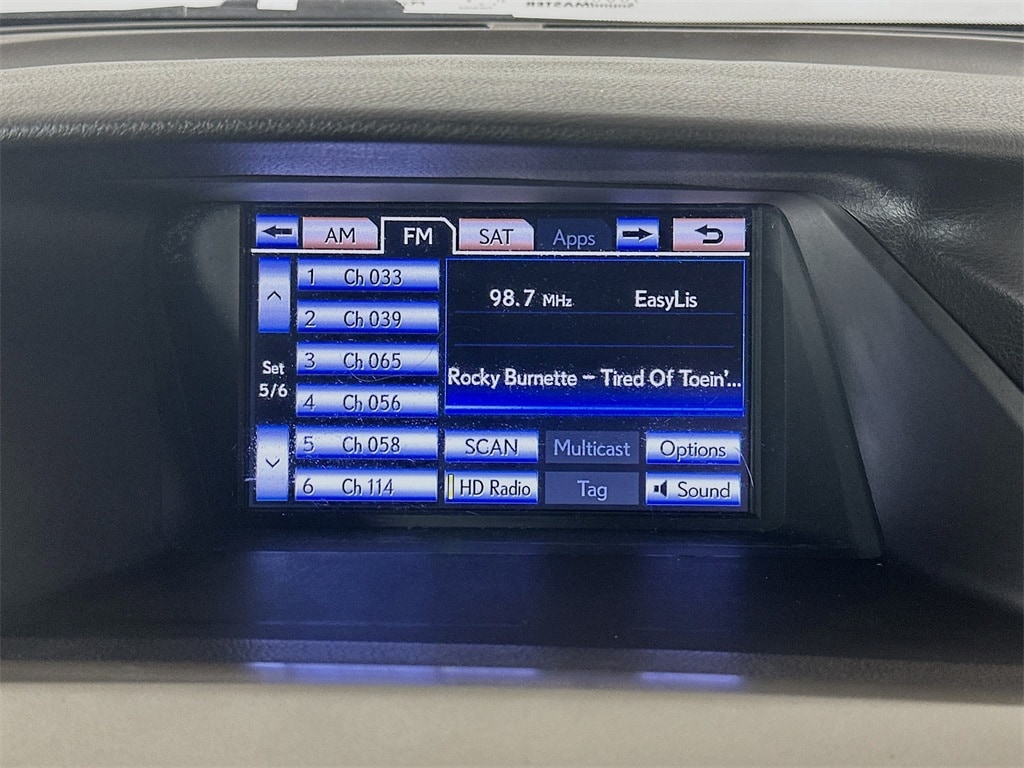 AM FM SAT Apps
1 Ch 033
2 Ch 039
3 Ch 065
4 Ch 056
5 Ch 058
6 Ch 114
Set
5/6
98.7 MHz EasyLis
Rocky Burnette – Tired Of Toein'...
SCAN Multicast Options
HD Radio Tag Sound